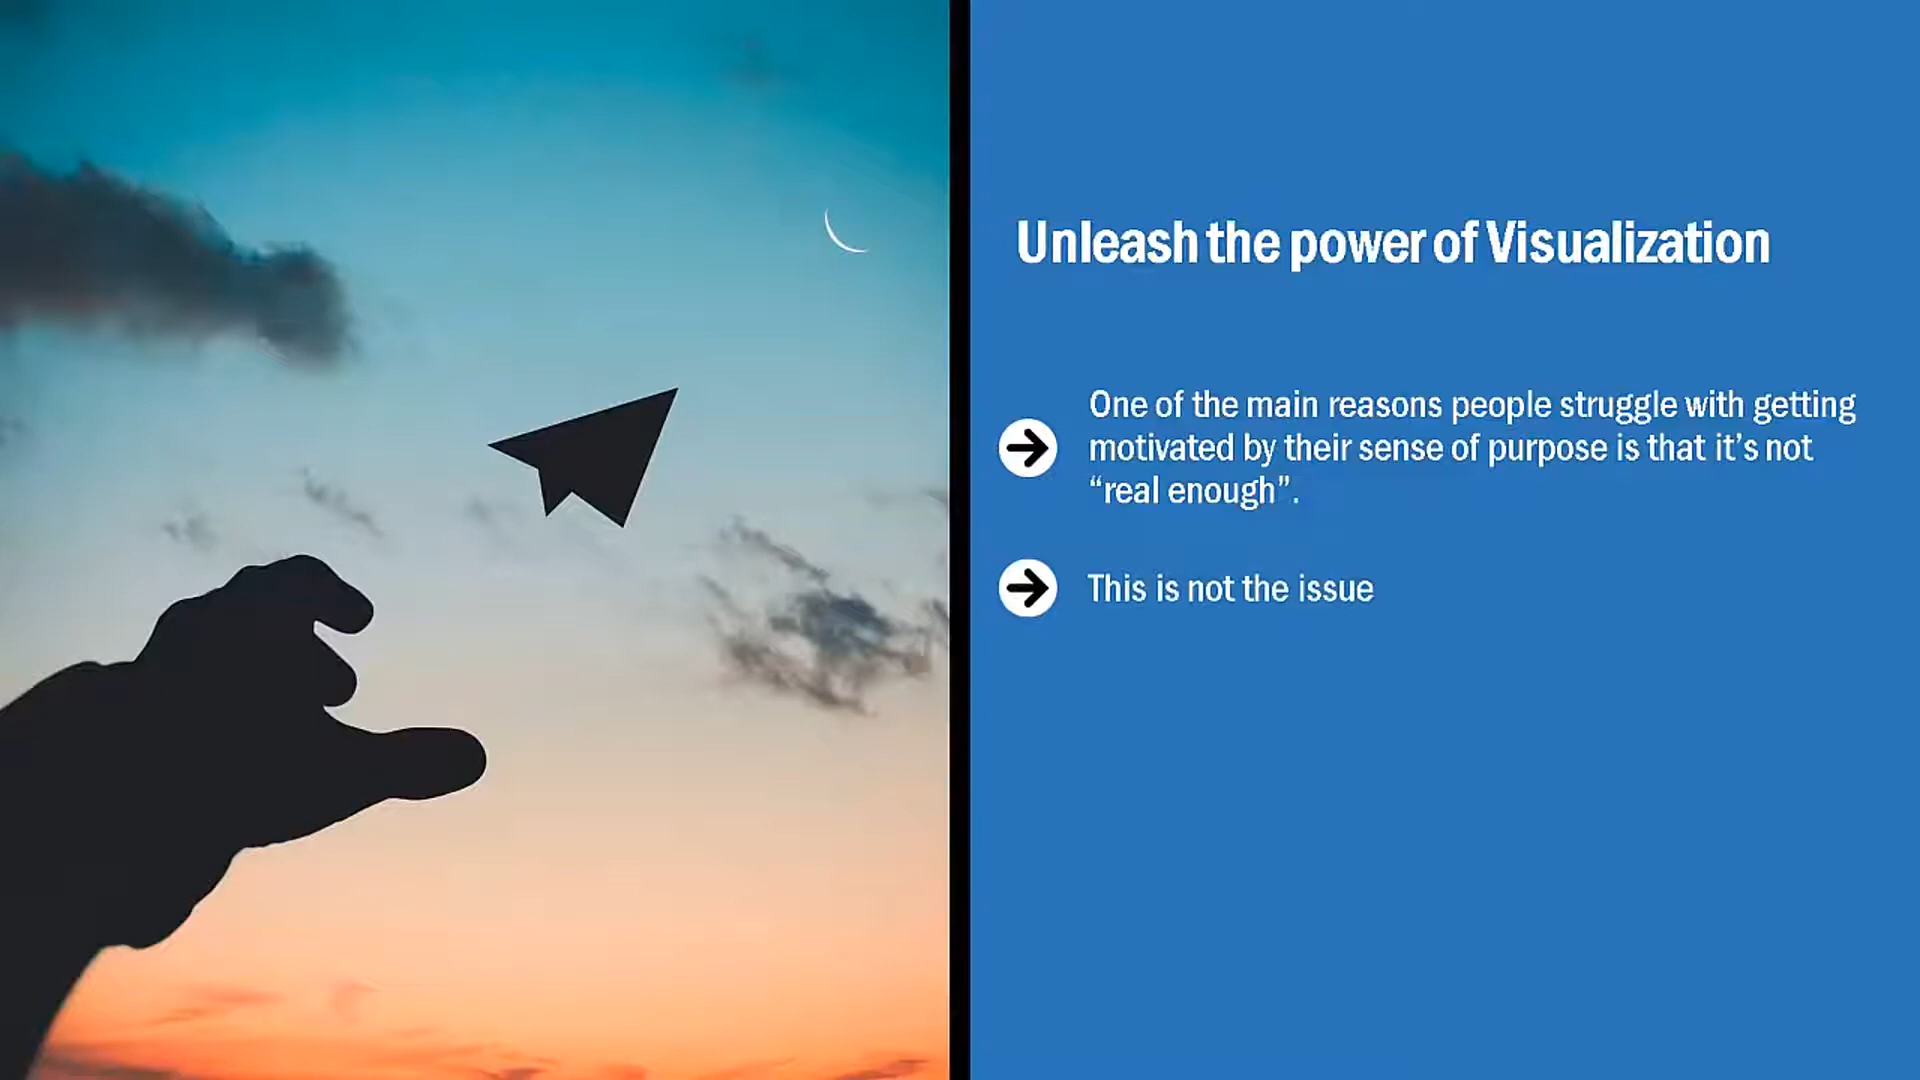 Unleash the power of Visualization
One of the main reasons people struggle with getting
motivated by their sense of purpose is that it’s not
“real enough”.
This is not the issue